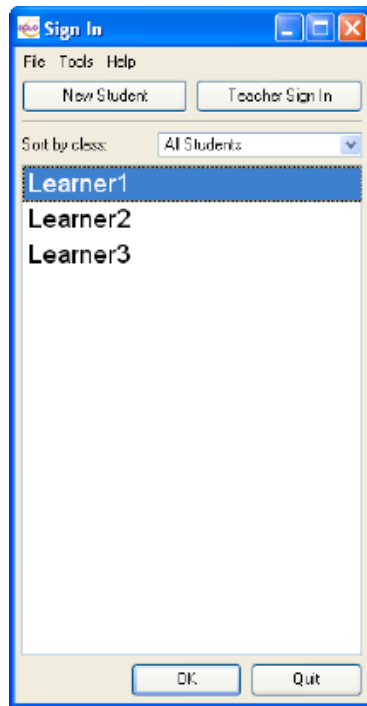 Sign In
File Tools Help
New Student Teacher Sign In
Sort by class: All Students
Learner1
Learner2
Learner3
OK Quit